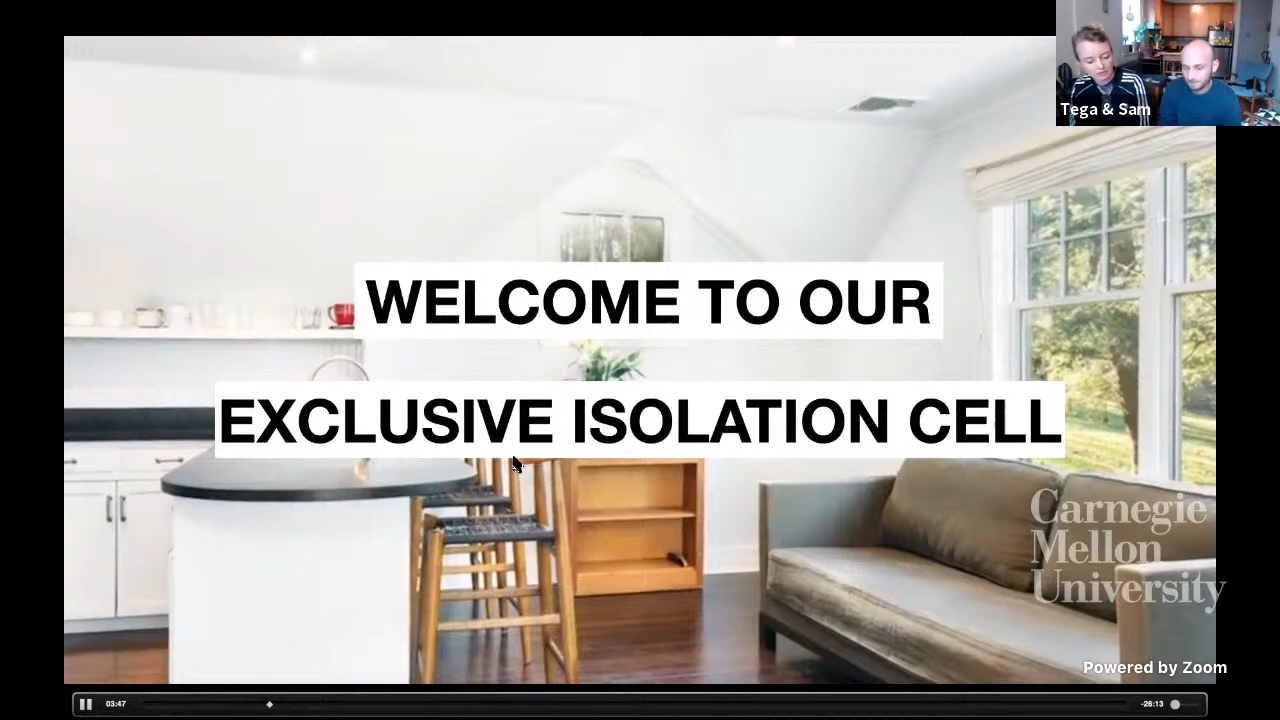 Tega & Sam
WELCOME TO OUR
EXCLUSIVE ISOLATION CELL
Carnegie
Mellon
University
Powered by Zoom
03:47
-26:13